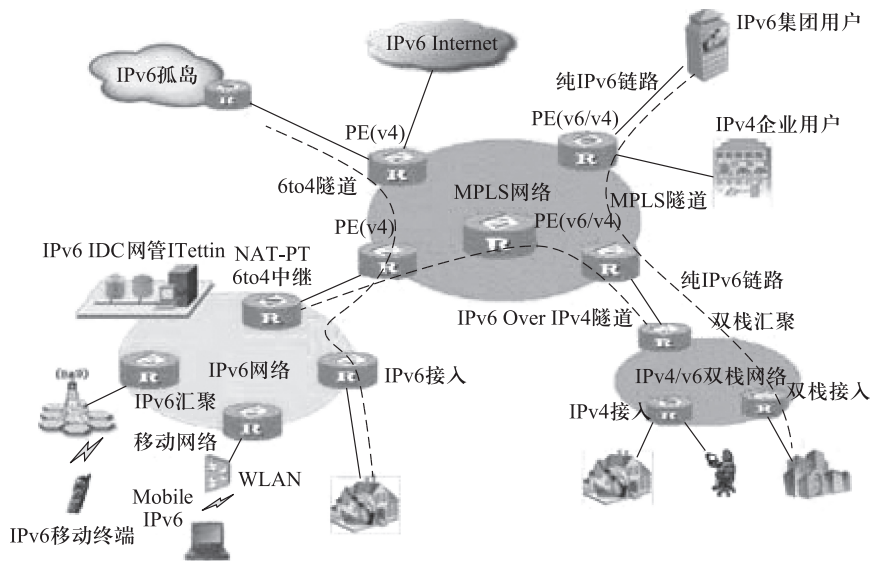 IPv6集团用户
IPv6 Internet
IPv6孤岛
纯IPv6链路
PE(v4)
PE(v6/v4)
IPv4企业用户
6to4隧道
MPLS网络
MPLS隧道
PE(v4)
PE(v6/v4)
IPv6 IDC网管ITettin
NAT-PT
6to4中继
纯IPv6链路
IPv6 Over IPv4隧道
双栈汇聚
IPv6网络
IPv6接入
IPv4/v6双栈网络
双栈接入
IPv6汇聚
IPv4接入
移动网络
WLAN
Mobile
IPv6
IPv6移动终端
R
R
R
R
R
R
R
R
R
R
R
R
R
R